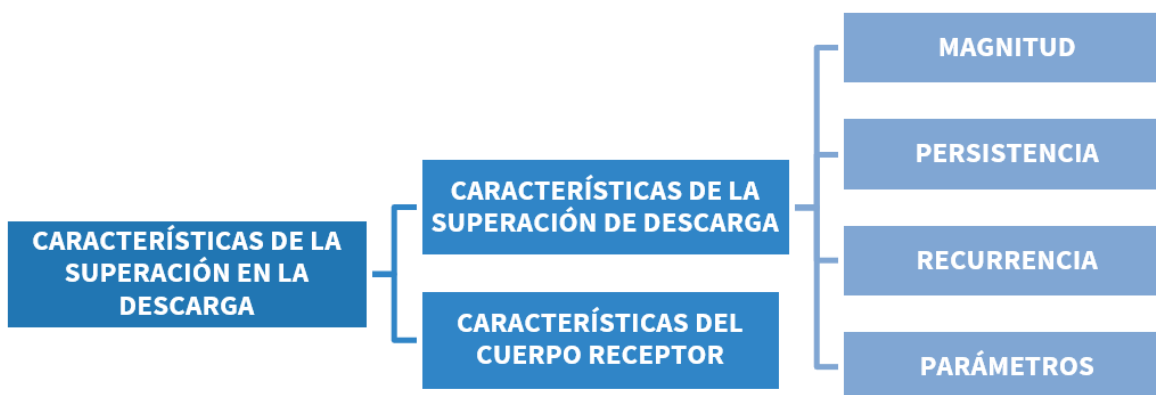 CARACTERÍSTICAS DE LA
SUPERACIÓN EN LA
DESCARGA
CARACTERÍSTICAS DE LA
SUPERACIÓN DE DESCARGA
CARACTERÍSTICAS DEL
CUERPO RECEPTOR
MAGNITUD
PERSISTENCIA
RECURRENCIA
PARÁMETROS